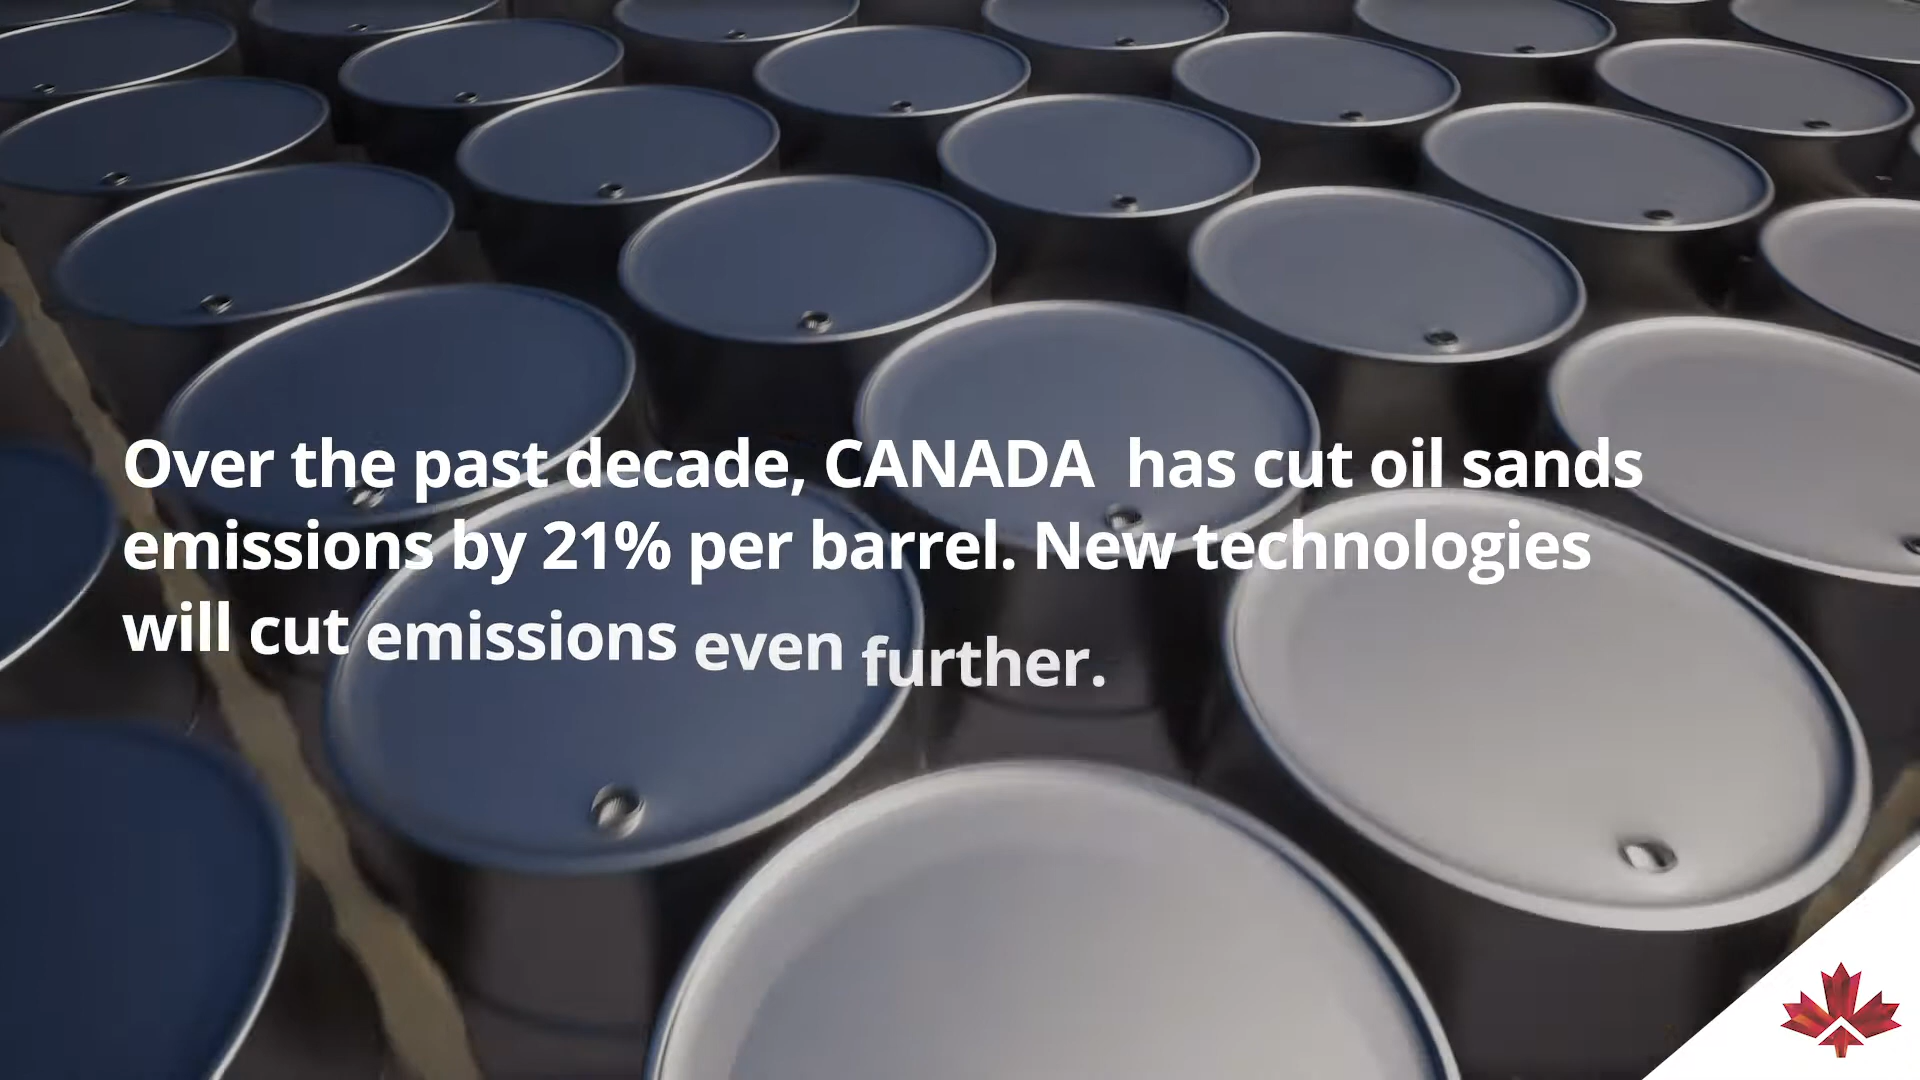 Over the past decade, CANADA has cut oil sands
emissions by 21% per barrel. New technologies
will cut emissions even further.